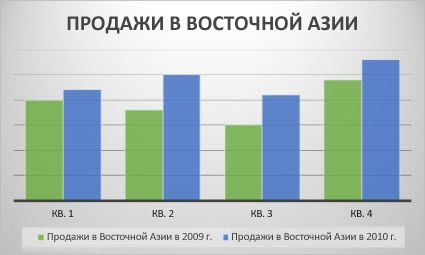 ПРОДАЖИ В ВОСТОЧНОЙ АЗИИ
КВ. 1 КВ. 2 КВ. 3 КВ. 4
Продажи в Восточной Азии в 2009 г. Продажи в Восточной Азии в 2010 г.